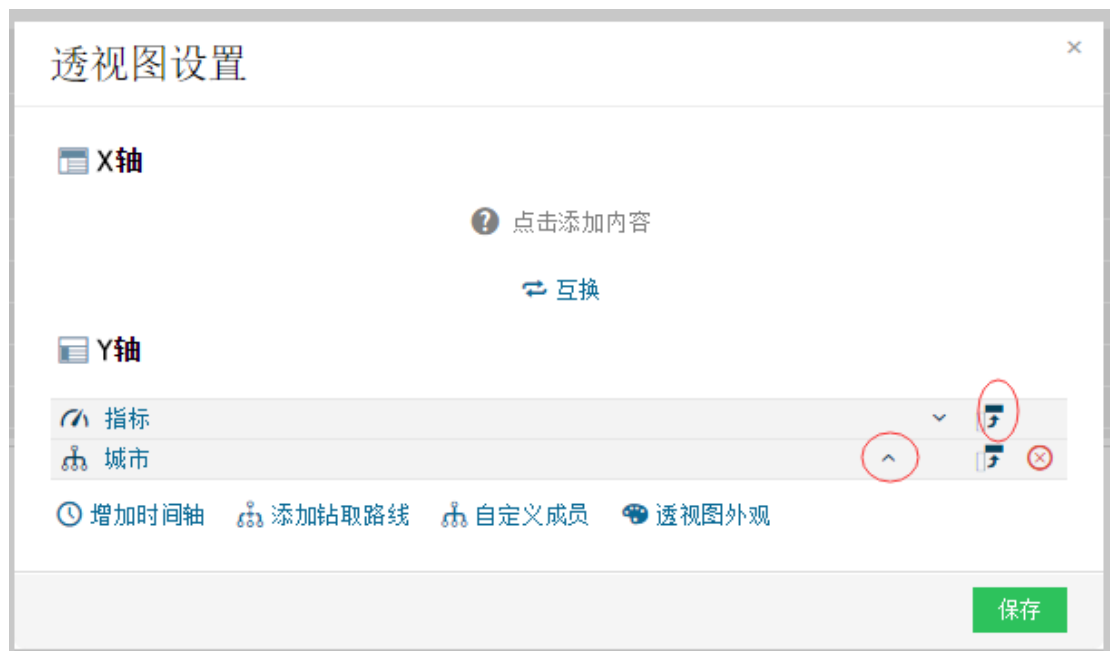 透视图设置
X轴
点击添加内容
互换
Y轴
指标
城市
增加时间轴 添加钻取路线 自定义成员 透视图外观
保存